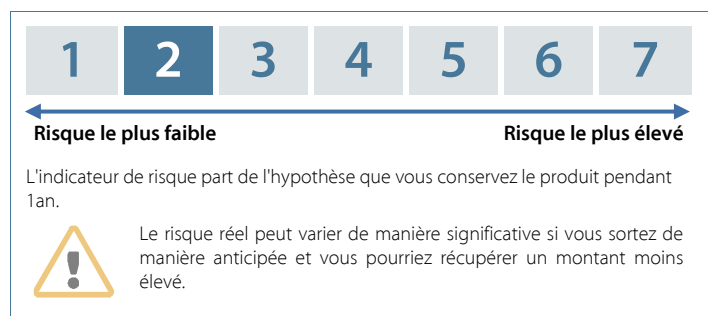 1 2 3 4 5 6 7
Risque le plus faible Risque le plus élevé
L'indicateur de risque part de l'hypothèse que vous conservez le produit pendant
1an.
Le risque réel peut varier de manière significative si vous sortez de
manière anticipée et vous pourriez récupérer un montant moins
élevé.